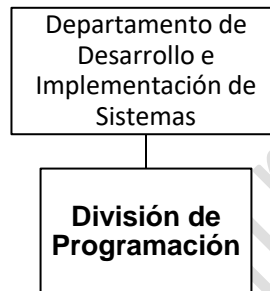 Departamento de
Desarrollo e
Implementación de
Sistemas
División de
Programación